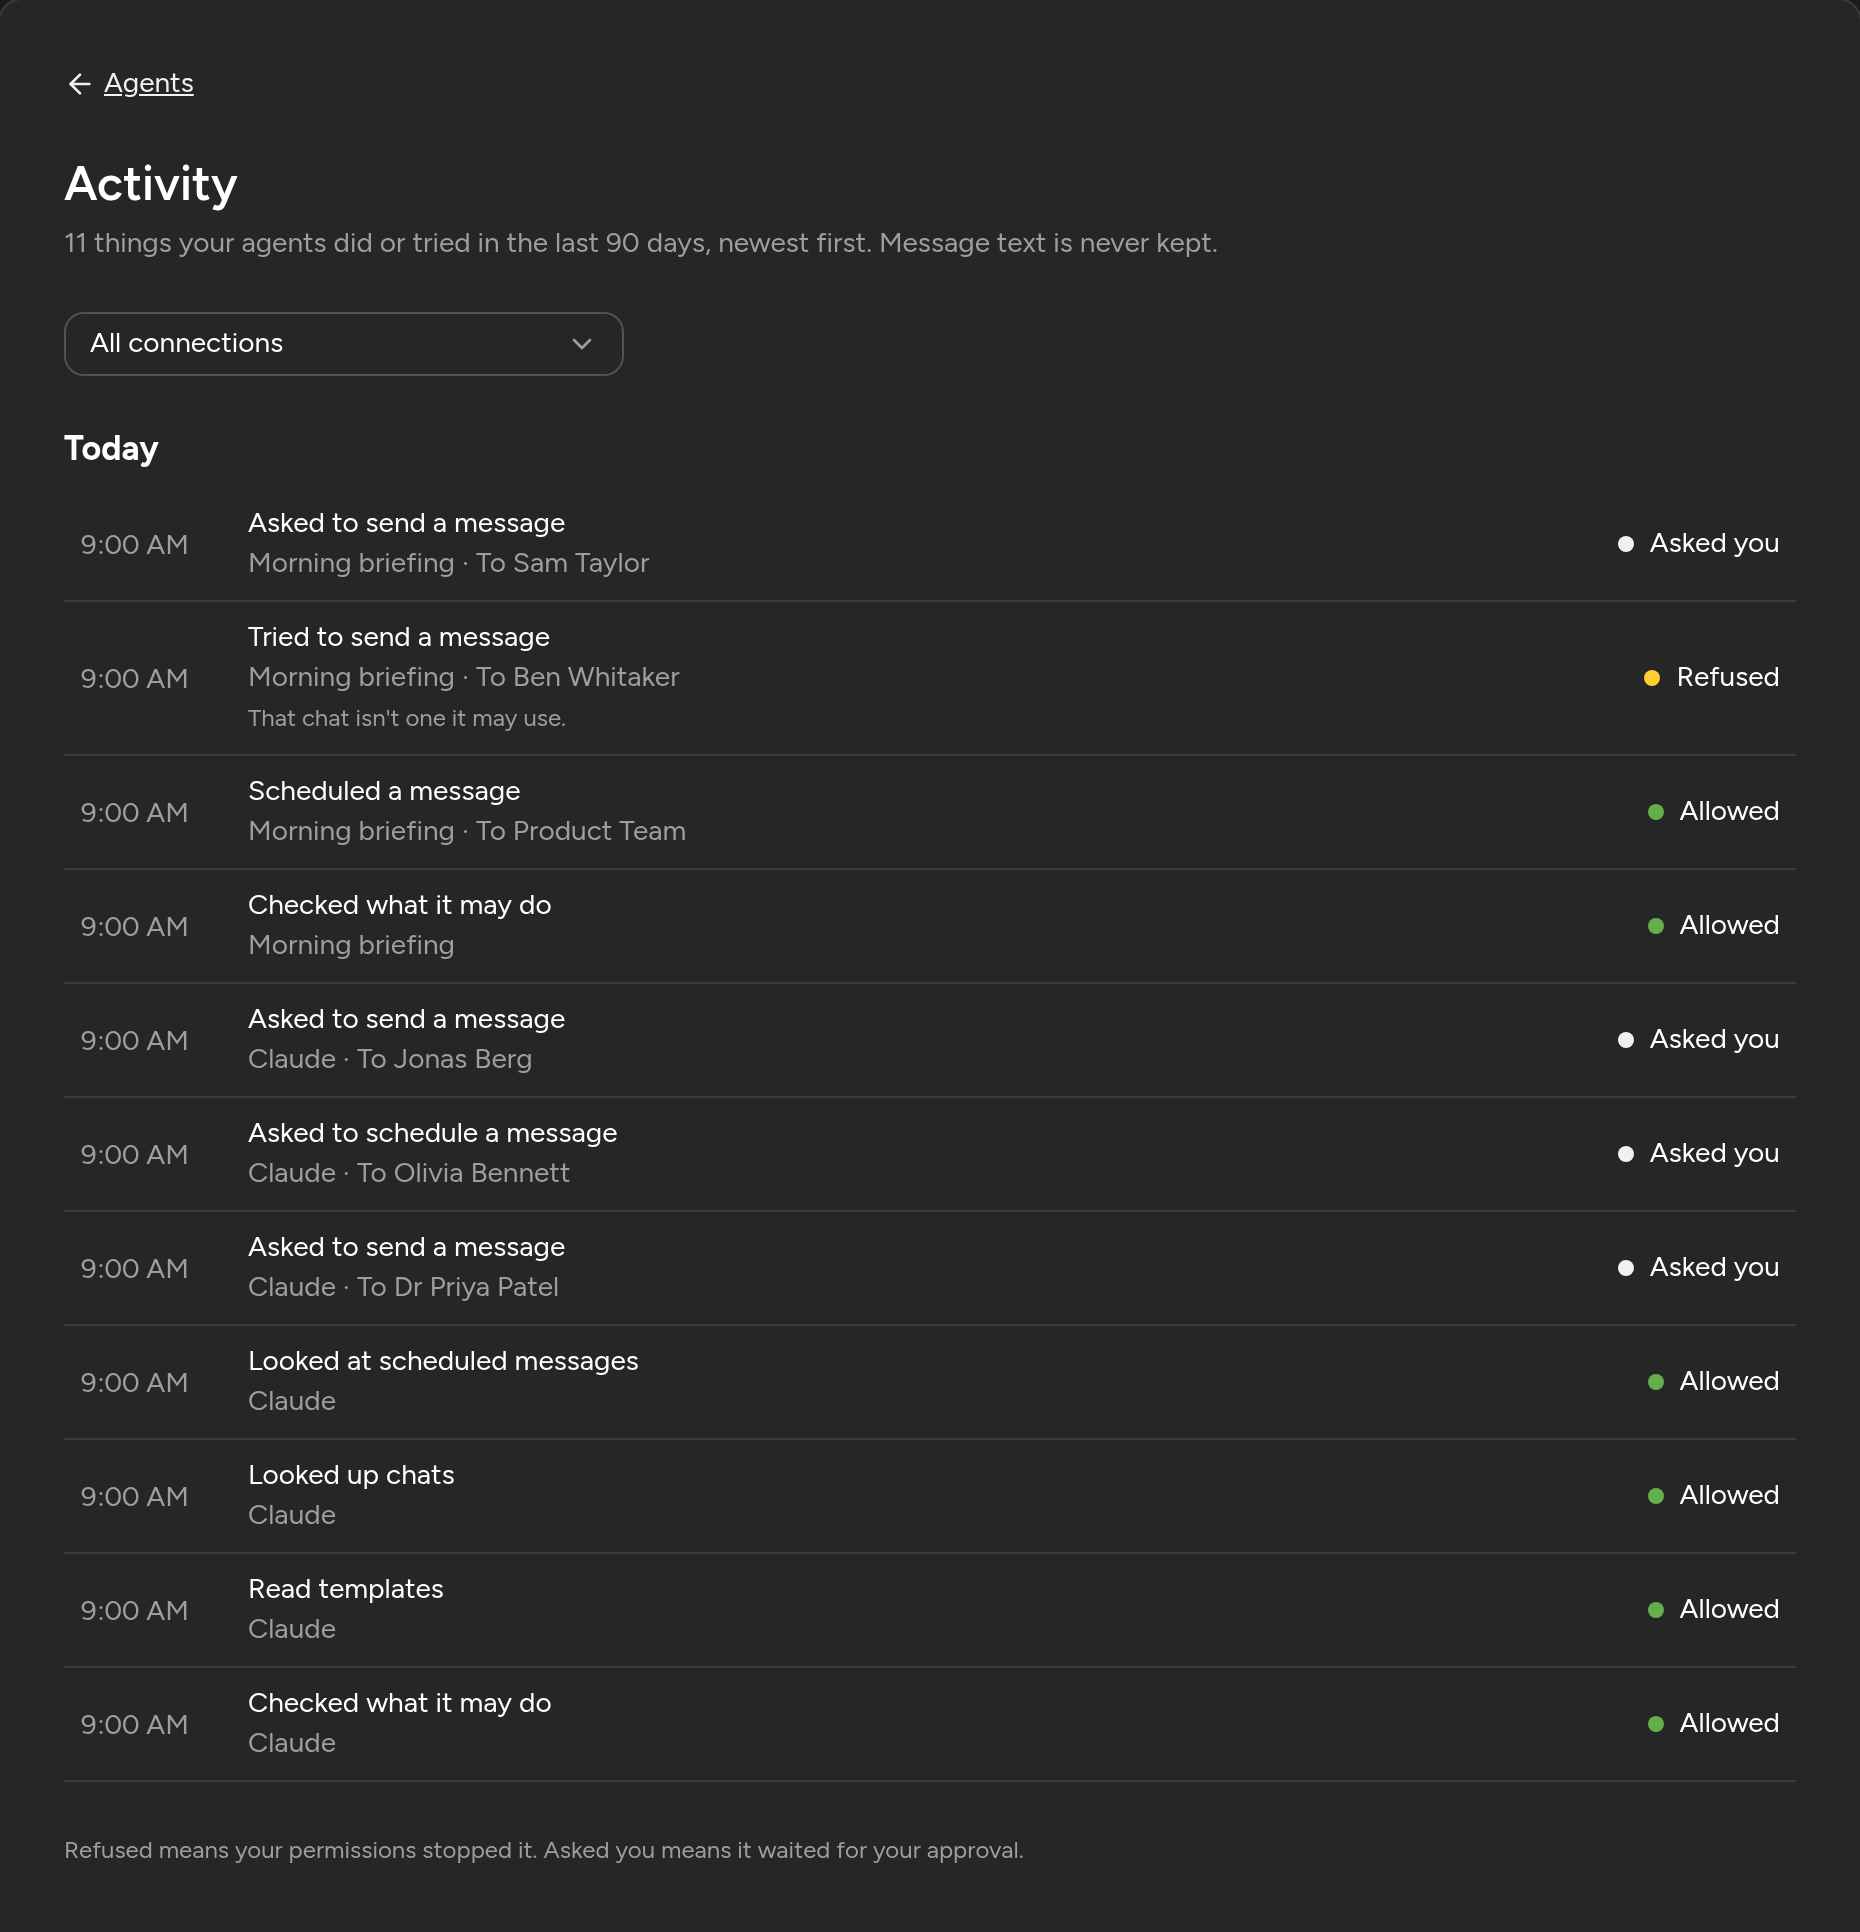 Agents
Activity
11 things your agents did or tried in the last 90 days, newest first. Message text is never kept.
All connections
Today
9:00 AM
Asked to send a message
Morning briefing · To Sam Taylor
Asked you
9:00 AM
Tried to send a message
Morning briefing · To Ben Whitaker
That chat isn't one it may use.
Refused
9:00 AM
Scheduled a message
Morning briefing · To Product Team
Allowed
9:00 AM
Checked what it may do
Morning briefing
Allowed
9:00 AM
Asked to send a message
Claude · To Jonas Berg
Asked you
9:00 AM
Asked to schedule a message
Claude · To Olivia Bennett
Asked you
9:00 AM
Asked to send a message
Claude · To Dr Priya Patel
Asked you
9:00 AM
Looked at scheduled messages
Claude
Allowed
9:00 AM
Looked up chats
Claude
Allowed
9:00 AM
Read templates
Claude
Allowed
9:00 AM
Checked what it may do
Claude
Allowed
Refused means your permissions stopped it. Asked you means it waited for your approval.